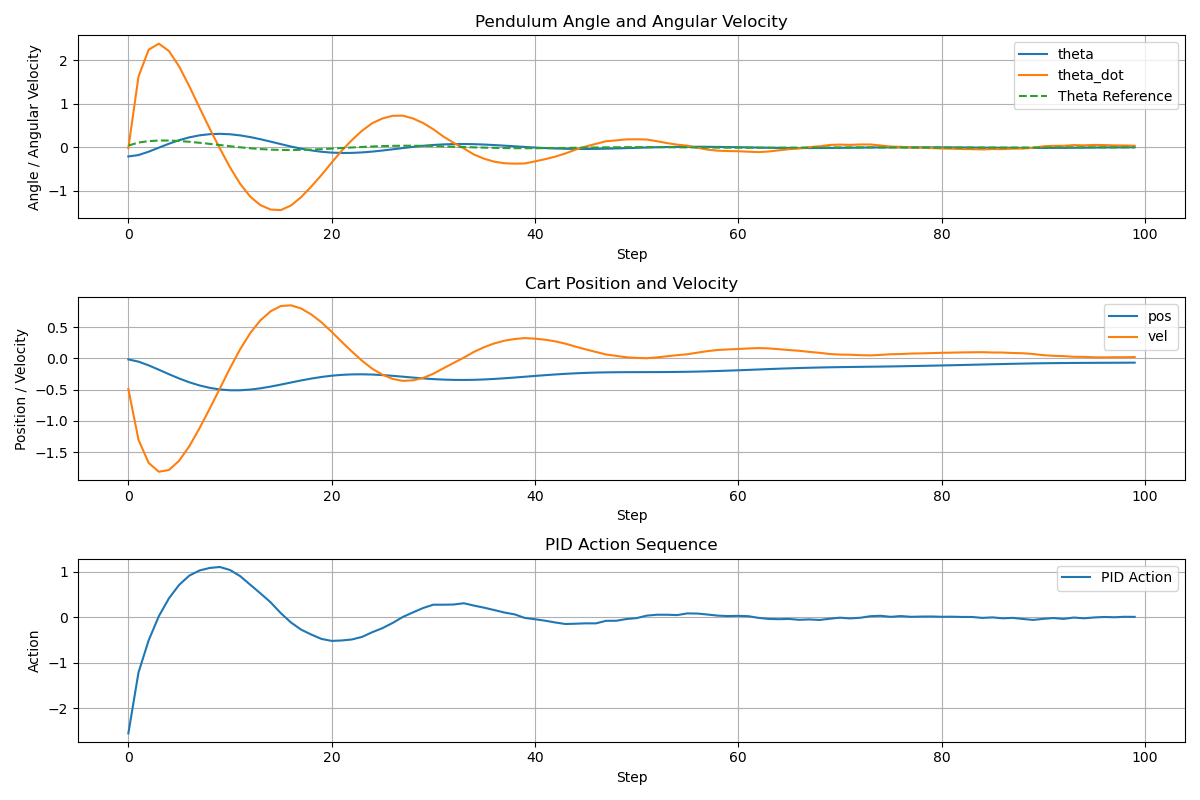 Pendulum Angle and Angular Velocity
Angle / Angular Velocity
2
1
0
−1
theta
theta_dot
Theta Reference
0 20 40 60 80 100
Step
Cart Position and Velocity
Position / Velocity
0.5
0.0
−0.5
−1.0
−1.5
pos
vel
0 20 40 60 80 100
Step
PID Action Sequence
Action
1
0
−1
−2
PID Action
0 20 40 60 80 100
Step